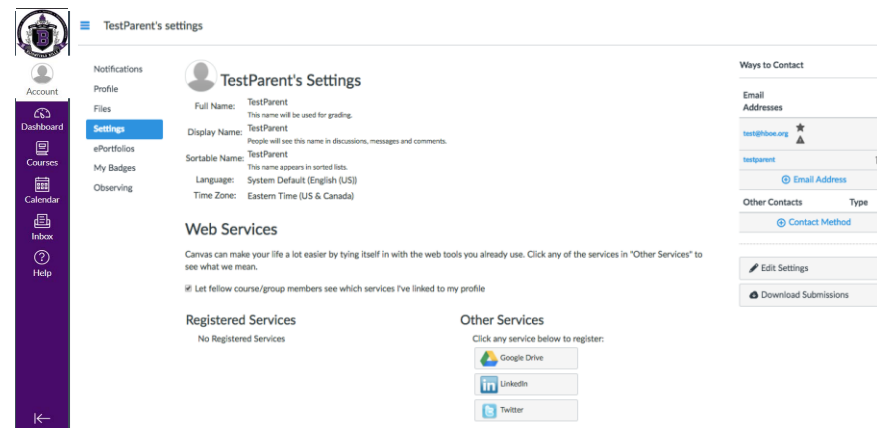 TestParent's settings
Account
Dashboard
Courses
Calendar
Inbox
Help
Notifications
Profile
Files
Settings
ePortfolios
My Badges
Observing
TestParent's Settings
Full Name: TestParent
This name will be used for grading.
Display Name: TestParent
People will see this name in discussions, messages and comments.
Sortable Name: TestParent
This name appears in sorted lists.
Language: System Default (English (US))
Time Zone: Eastern Time (US & Canada)
Web Services
Canvas can make your life a lot easier by tying itself in with the web tools you already use. Click any of the services in "Other Services" to
see what we mean.
Let fellow course/group members see which services I've linked to my profile
Registered Services
No Registered Services
Other Services
Click any service below to register:
Google Drive
LinkedIn
Twitter
Ways to Contact
Email
Addresses
test@hbox.org
testparent
Email Address
Other Contacts Type
Contact Method
Edit Settings
Download Submissions